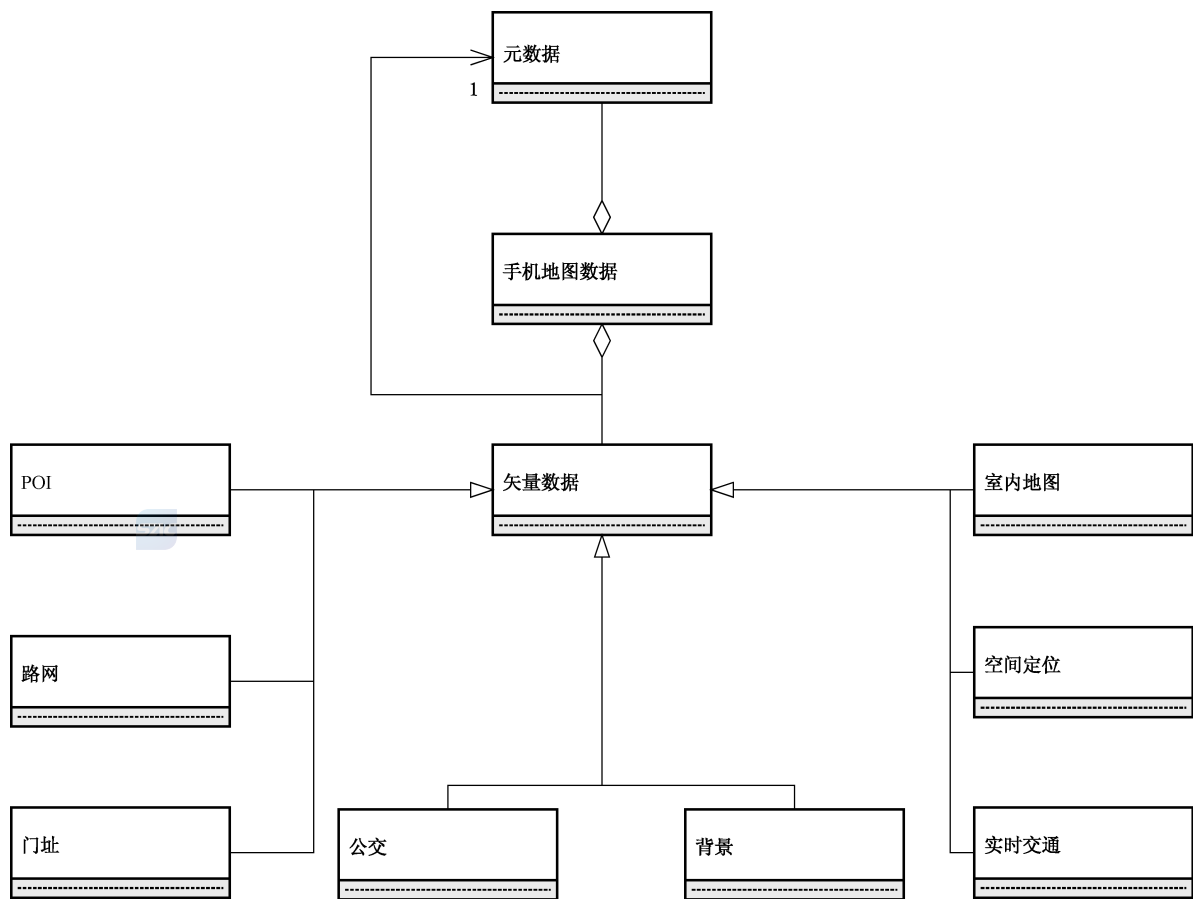 元数据
1
手机地图数据
POI
矢量数据
室内地图
路网
空间定位
门址
公交
背景
实时交通